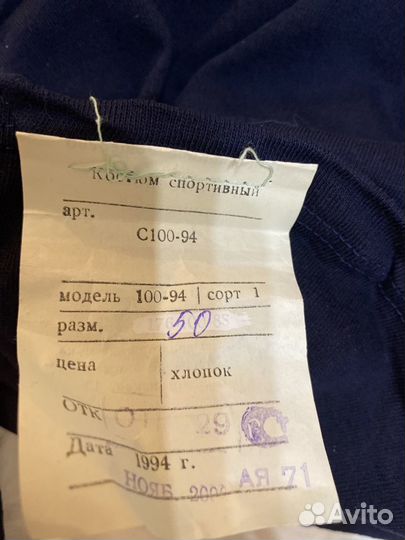 Костюм спортивный
арт.
С100-94
модель 100-94 | сорт 1
разм. 50
цена хлопок
ОТК 29
Дата 1994 г.
НОЯБ. АЯ 71
Avito